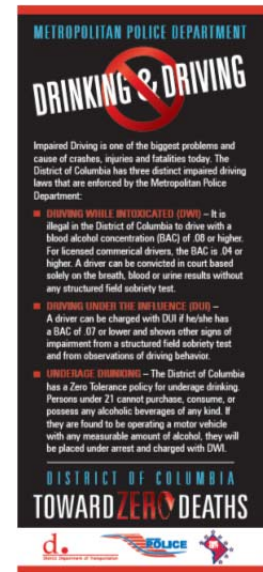 METROPOLITAN POLICE DEPARTMENT
DRINKING & DRIVING
Impaired Driving is one of the biggest problems and
cause of crashes, injuries and fatalities today. The
District of Columbia has three distinct impaired driving
laws that are enforced by the Metropolitan Police
Department:
DRIVING WHILE INTOXICATED (DWI) – It is
illegal in the District of Columbia to drive with a
blood alcohol concentration (BAC) of .08 or higher.
For licensed commerical drivers, the BAC is .04 or
higher. A driver can be convicted in court based
solely on the breath, blood or urine results without
any structured field sobriety test.
DRIVING UNDER THE INFLUENCE (DUI) –
A driver can be charged with DUI if he/she has
a BAC of .07 or lower and shows other signs of
impairment from a structured field sobriety test
and from observations of driving behavior.
UNDERAGE DRINKING – The District of Columbia
has a Zero Tolerance policy for underage drinking.
Persons under 21 cannot purchase, consume, or
possess any alcoholic beverages of any kind. If
they are found to be operating a motor vehicle
with any measurable amount of alcohol, they will
be placed under arrest and charged with DWI.
DISTRICT OF COLUMBIA
TOWARD ZERO DEATHS
d.
District Department of Transportation
POLICE